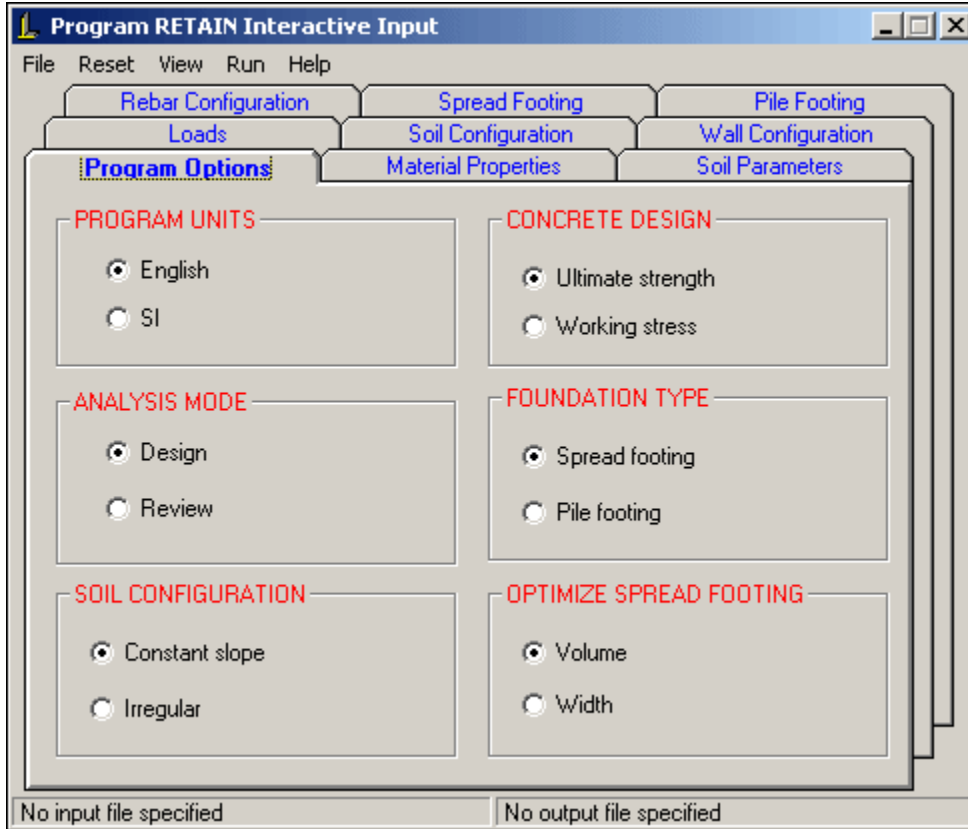 Program RETAIN Interactive Input
File Reset View Run Help
Rebar Configuration Spread Footing Pile Footing
Loads Soil Configuration Wall Configuration
Program Options Material Properties Soil Parameters
PROGRAM UNITS
English
SI
CONCRETE DESIGN
Ultimate strength
Working stress
ANALYSIS MODE
Design
Review
FOUNDATION TYPE
Spread footing
Pile footing
SOIL CONFIGURATION
Constant slope
Irregular
OPTIMIZE SPREAD FOOTING
Volume
Width
No input file specified
No output file specified